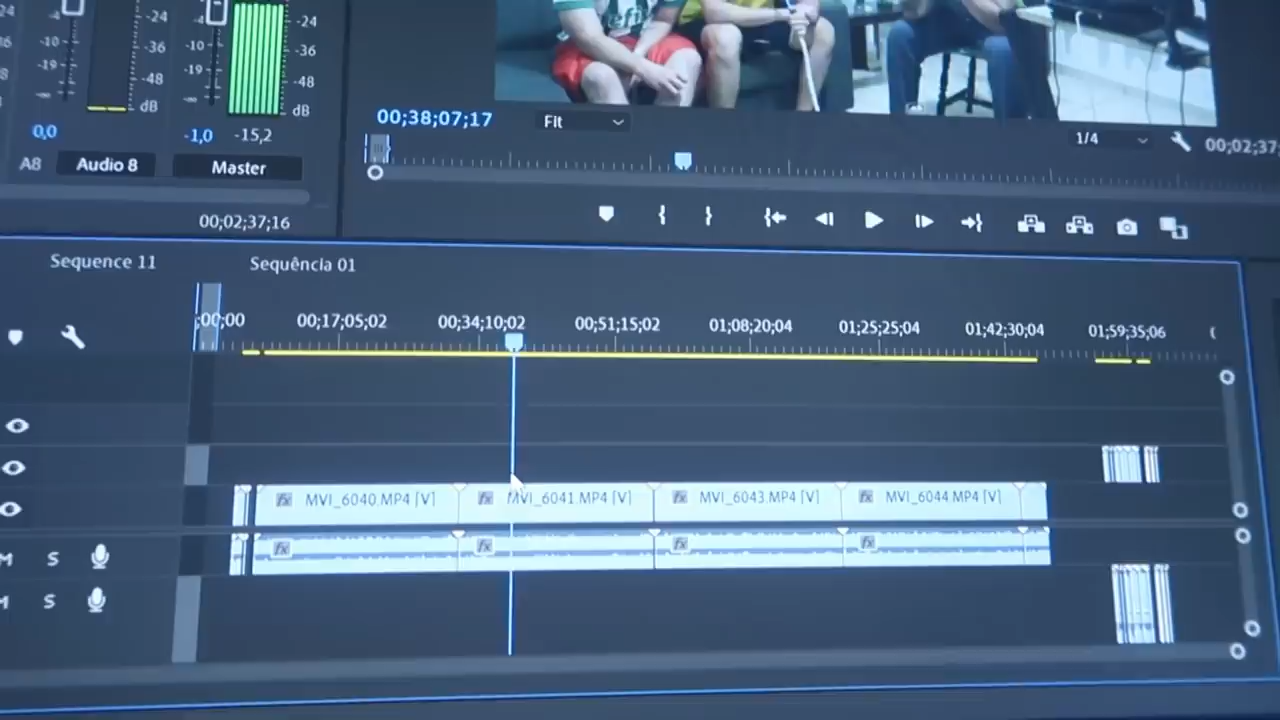 -24 -24
-36 -10 -36
-10 -19 -48
-19 -48 dB
dB
0,0 -1,0 -15,2
A8 Audio 8 Master
00;02;37;16
00;38;07;17 Fit 1/4 00;02;37;
Sequence 11 Sequência 01
;00;00 00;17;05;02 00;34;10;02 00;51;15;02 01;08;20;04 01;25;25;04 01;42;30;04 01;59;35;06
fx MVI_6040.MP4 [V] fx MVI_6041.MP4 [V] fx MVI_6043.MP4 [V] fx MVI_6044.MP4 [V]
M S fx fx fx fx
M S